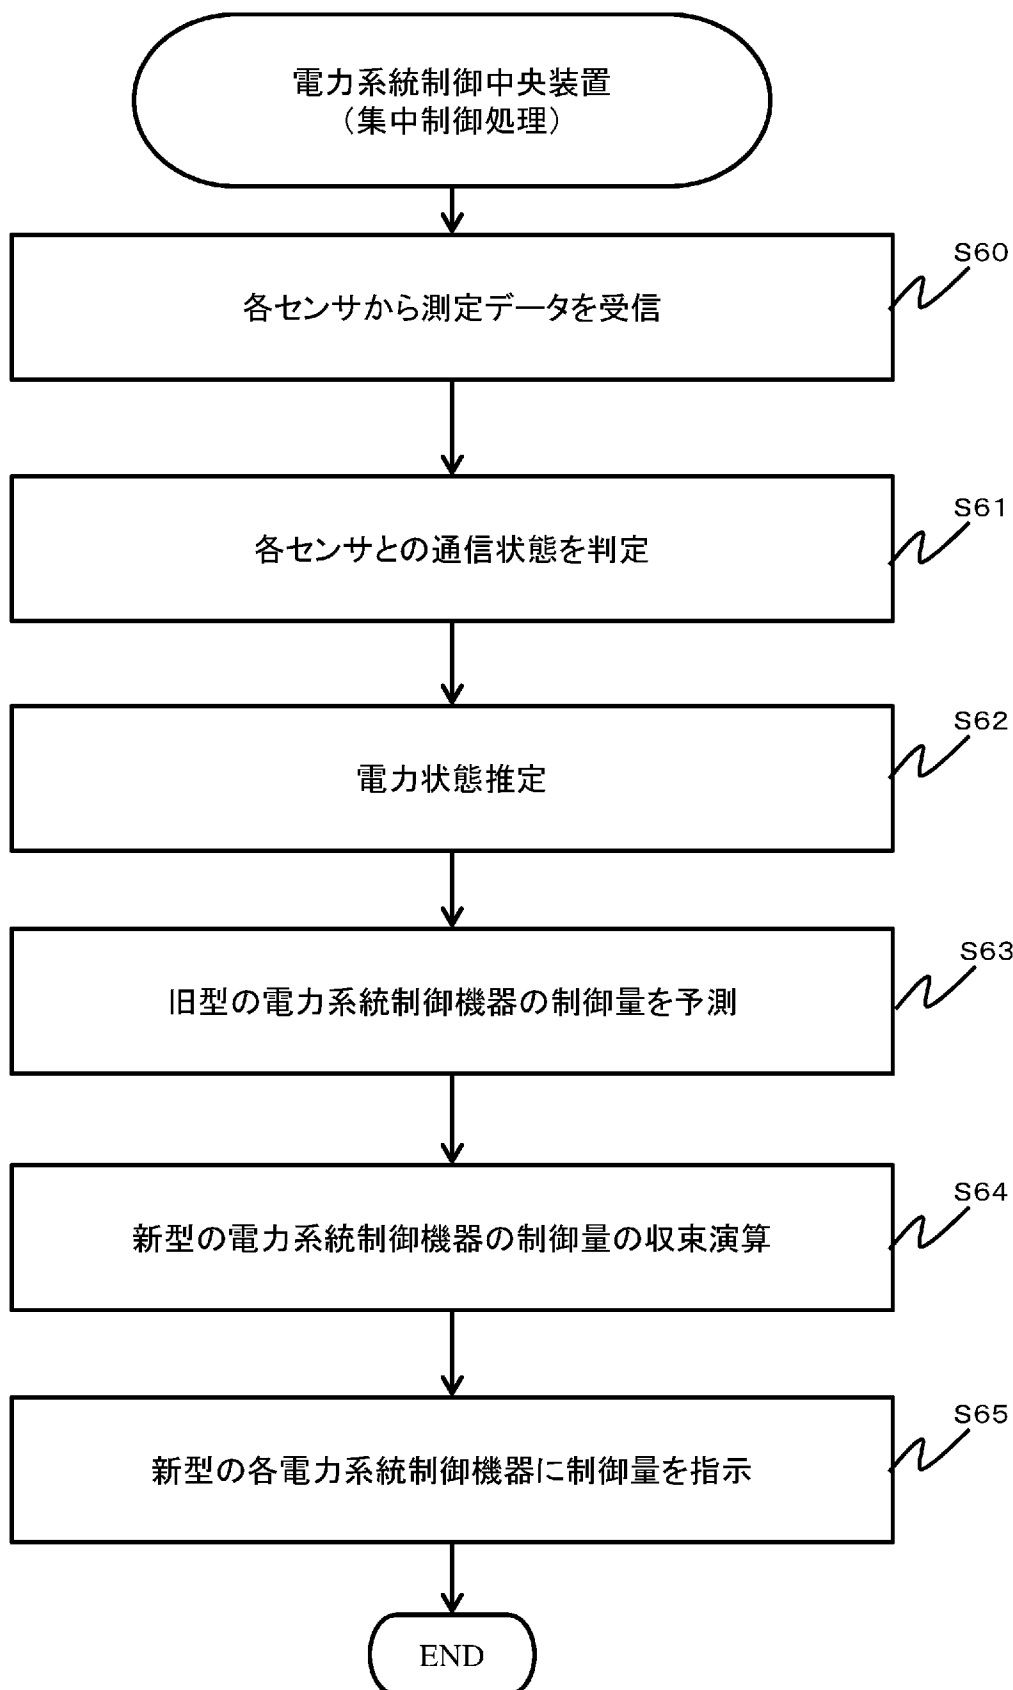 電力系統制御中央装置
（集中制御処理）
S60
各センサから測定データを受信
S61
各センサとの通信状態を判定
S62
電力状態推定
S63
旧型の電力系統制御機器の制御量を予測
S64
新型の電力系統制御機器の制御量の収束演算
S65
新型の各電力系統制御機器に制御量を指示
END